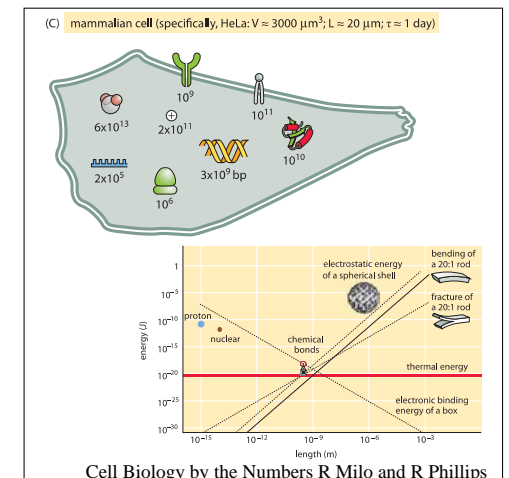 (C) mammalian cell (specifically, HeLa: V ≈ 3000 μm³; L ≈ 20 μm; τ ≈ 1 day)
10⁹
10¹¹
6x10¹³
2x10¹¹
10¹⁰
2x10⁵
10⁶
3x10⁹ bp
electrostatic energy
of a spherical shell
bending of
a 20:1 rod
fracture of
a 20:1 rod
proton
nuclear
chemical
bonds
thermal energy
electronic binding
energy of a box
energy (J)
1
10⁻⁵
10⁻¹⁰
10⁻¹⁵
10⁻²⁰
10⁻²⁵
10⁻³⁰
10⁻¹⁵ 10⁻¹² 10⁻⁹ 10⁻⁶ 10⁻³
length (m)
Cell Biology by the Numbers R Milo and R Phillips